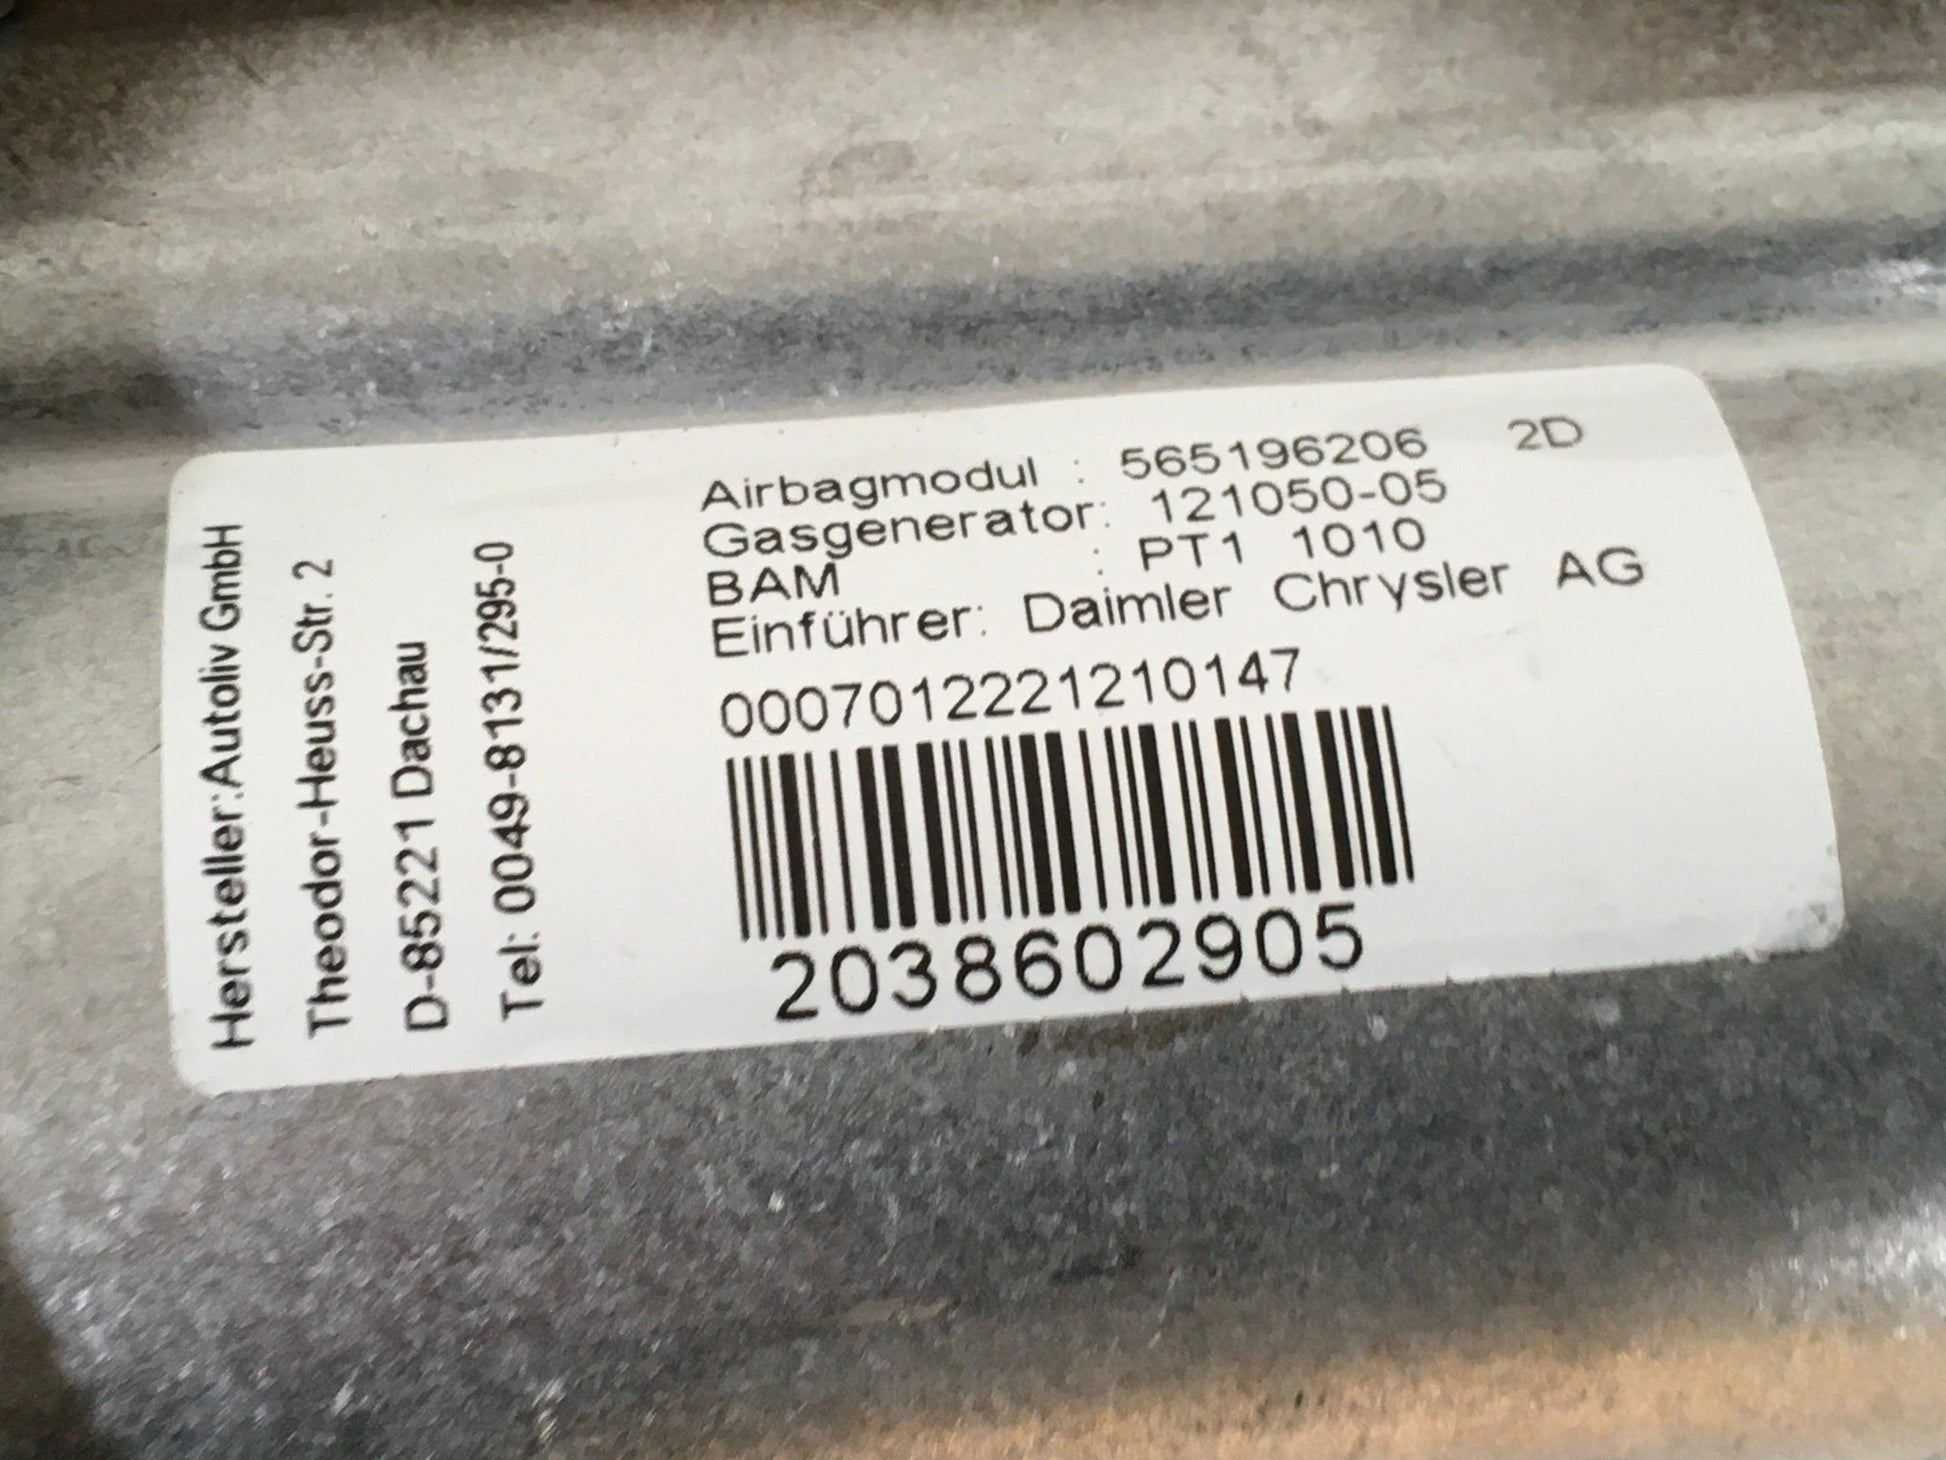 Hersteller:Autoliv GmbH
Theodor-Heuss-Str. 2
D-85221 Dachau
Tel: 0049-8131/295-0
Airbagmodul : 565196206 2D
Gasgenerator: 121050-05
BAM : PT1 1010
Einführer: Daimler Chrysler AG
0007012221210147
2038602905